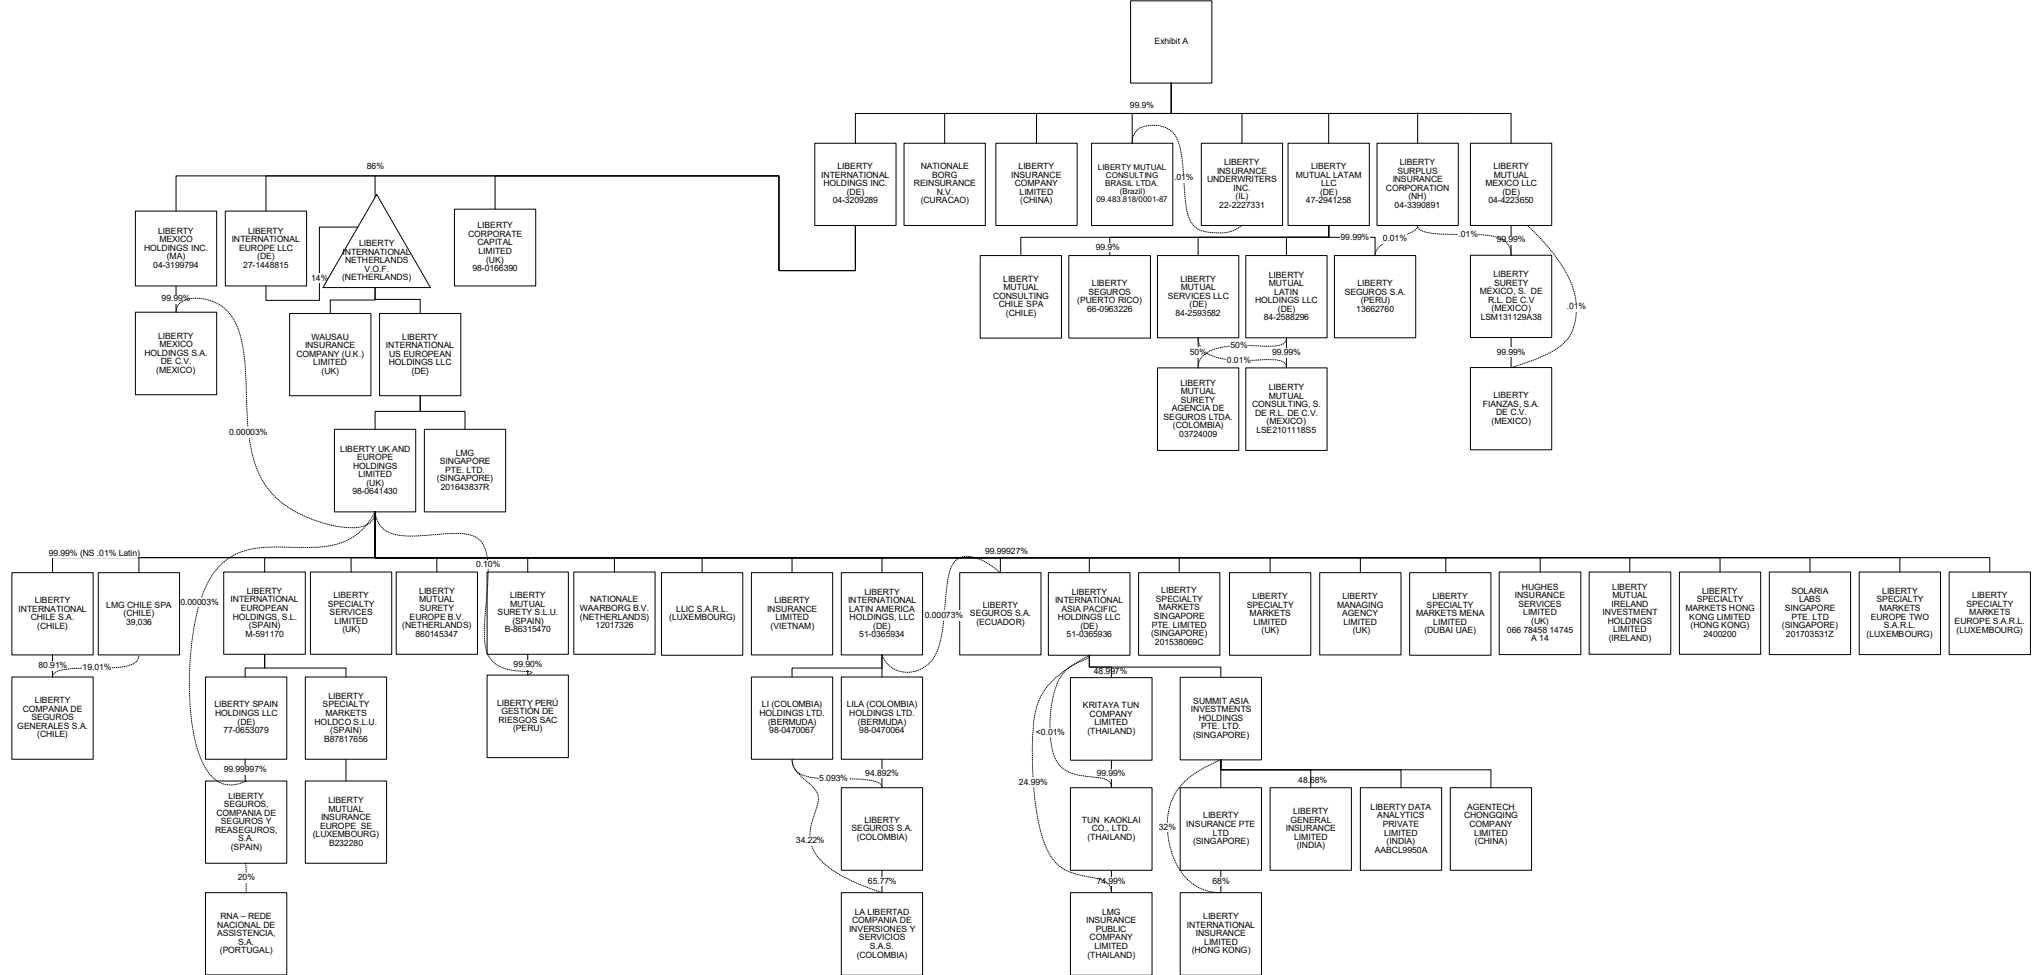 Exhibit A
99.9%
LIBERTY
INTERNATIONAL
HOLDINGS INC.
(DE)
04-3209289
NATIONALE
BORG
REINSURANCE
N.V.
(CURACAO)
LIBERTY
INSURANCE
COMPANY
LIMITED
(CHINA)
LIBERTY MUTUAL
CONSULTING
BRASIL LTDA.
(Brazil)
09.483.818/0001-87
.01%
LIBERTY
INSURANCE
UNDERWRITERS
INC.
(IL)
22-2227331
LIBERTY
MUTUAL LATAM
LLC
(DE)
47-2941258
LIBERTY
SURPLUS
INSURANCE
CORPORATION
(NH)
04-3390891
LIBERTY
MUTUAL
MEXICO LLC
(DE)
04-4223650
86%
LIBERTY
MEXICO
HOLDINGS INC.
(MA)
04-3199794
LIBERTY
INTERNATIONAL
EUROPE LLC
(DE)
27-1448815
14%
LIBERTY
INTERNATIONAL
NETHERLANDS
V.O.F.
(NETHERLANDS)
LIBERTY
CORPORATE
CAPITAL
LIMITED
(UK)
98-0166390
99.9%
99.99%
0.01%
.01%
99.99%
LIBERTY
MUTUAL
CONSULTING
CHILE SPA
(CHILE)
LIBERTY
SEGUROS
(PUERTO RICO)
66-0963226
LIBERTY
MUTUAL
SERVICES LLC
(DE)
84-2593582
LIBERTY
MUTUAL
LATIN
HOLDINGS LLC
(DE)
84-2588296
LIBERTY
SEGUROS S.A.
(PERU)
13662760
LIBERTY
SURETY
MÉXICO, S. DE
R.L. DE C.V
(MEXICO)
LSM131129A38
.01%
99.99%
LIBERTY
MEXICO
HOLDINGS S.A.
DE C.V.
(MEXICO)
WAUSAU
INSURANCE
COMPANY (U.K.)
LIMITED
(UK)
LIBERTY
INTERNATIONAL
US EUROPEAN
HOLDINGS LLC
{DE}
50%
50%
0.01%
99.99%
99.99%
LIBERTY
MUTUAL
SURETY
AGENCIA DE
SEGUROS LTDA.
(COLOMBIA)
03724009
LIBERTY
MUTUAL
CONSULTING, S.
DE R.L. DE C.V.
(MEXICO)
LSE2101118S5
LIBERTY
FIANZAS, S.A.
DE C.V.
(MEXICO)
0.00003%
LIBERTY UK AND
EUROPE
HOLDINGS
LIMITED
(UK)
98-0641430
LMG
SINGAPORE
PTE. LTD.
(SINGAPORE)
201643837R
99.99% (NS .01% Latin)
0.10%
99.99927%
LIBERTY
INTERNATIONAL
CHILE S.A.
(CHILE)
LMG CHILE SPA
(CHILE)
39,036
0.00003%
LIBERTY
INTERNATIONAL
EUROPEAN
HOLDINGS, S.L.
(SPAIN)
M-591170
LIBERTY
SPECIALTY
SERVICES
LIMITED
(UK)
LIBERTY
MUTUAL
SURETY
EUROPE B.V.
(NETHERLANDS)
860145347
LIBERTY
MUTUAL
SURETY S.L.U.
(SPAIN)
B-86315470
NATIONALE
WAARBORG B.V.
(NETHERLANDS)
12017326
LLIC S.A.R.L.
(LUXEMBOURG)
LIBERTY
INSURANCE
LIMITED
(VIETNAM)
LIBERTY
INTERNATIONAL
LATIN AMERICA
HOLDINGS, LLC
(DE)
51-0365934
0.00073%
LIBERTY
SEGUROS S.A.
(ECUADOR)
LIBERTY
INTERNATIONAL
ASIA PACIFIC
HOLDINGS LLC
(DE)
51-0365936
LIBERTY
SPECIALTY
MARKETS
SINGAPORE
PTE. LIMITED
(SINGAPORE)
201538069C
LIBERTY
SPECIALTY
MARKETS
LIMITED
(UK)
LIBERTY
MANAGING
AGENCY
LIMITED
(UK)
LIBERTY
SPECIALTY
MARKETS MENA
LIMITED
(DUBAI UAE)
HUGHES
INSURANCE
SERVICES
LIMITED
(UK)
066 78458 14745
A 14
LIBERTY
MUTUAL
IRELAND
INVESTMENT
HOLDINGS
LIMITED
(IRELAND)
LIBERTY
SPECIALTY
MARKETS HONG
KONG LIMITED
(HONG KONG)
2400200
SOLARIA
LABS
SINGAPORE
PTE. LTD
(SINGAPORE)
201703531Z
LIBERTY
SPECIALTY
MARKETS
EUROPE TWO
S.A.R.L.
(LUXEMBOURG)
LIBERTY
SPECIALTY
MARKETS
EUROPE S.A.R.L.
(LUXEMBOURG)
80.91%
19.01%
99.90%
48.997%
LIBERTY
COMPANIA DE
SEGUROS
GENERALES S.A.
(CHILE)
LIBERTY SPAIN
HOLDINGS LLC
(DE)
77-0653079
LIBERTY
SPECIALTY
MARKETS
HOLDCO S.L.U.
(SPAIN)
B87817656
LIBERTY PERÚ
GESTIÓN DE
RIESGOS SAC
(PERU)
LI (COLOMBIA)
HOLDINGS LTD.
(BERMUDA)
98-0470067
LILA (COLOMBIA)
HOLDINGS LTD.
(BERMUDA)
98-0470064
<0.01%
KRITAYA TUN
COMPANY
LIMITED
(THAILAND)
SUMMIT ASIA
INVESTMENTS
HOLDINGS
PTE. LTD.
(SINGAPORE)
99.99997%
5.093%
94.892%
24.99%
99.99%
48.68%
LIBERTY
SEGUROS,
COMPANIA DE
SEGUROS Y
REASEGUROS,
S.A.
(SPAIN)
LIBERTY
MUTUAL
INSURANCE
EUROPE SE
(LUXEMBOURG)
B232280
34.22%
LIBERTY
SEGUROS S.A.
(COLOMBIA)
TUN KAOKLAI
CO., LTD.
(THAILAND)
32%
LIBERTY
INSURANCE PTE
LTD
(SINGAPORE)
LIBERTY
GENERAL
INSURANCE
LIMITED
(INDIA)
LIBERTY DATA
ANALYTICS
PRIVATE
LIMITED
(INDIA)
AABCL9950A
AGENTECH
CHONGQING
COMPANY
LIMITED
(CHINA)
20%
65.77%
74.99%
68%
RNA – REDE
NACIONAL DE
ASSISTENCIA,
S.A.
(PORTUGAL)
LA LIBERTAD
COMPANIA DE
INVERSIONES Y
SERVICIOS
S.A.S.
(COLOMBIA)
LMG
INSURANCE
PUBLIC
COMPANY
LIMITED
(THAILAND)
LIBERTY
INTERNATIONAL
INSURANCE
LIMITED
(HONG KONG)